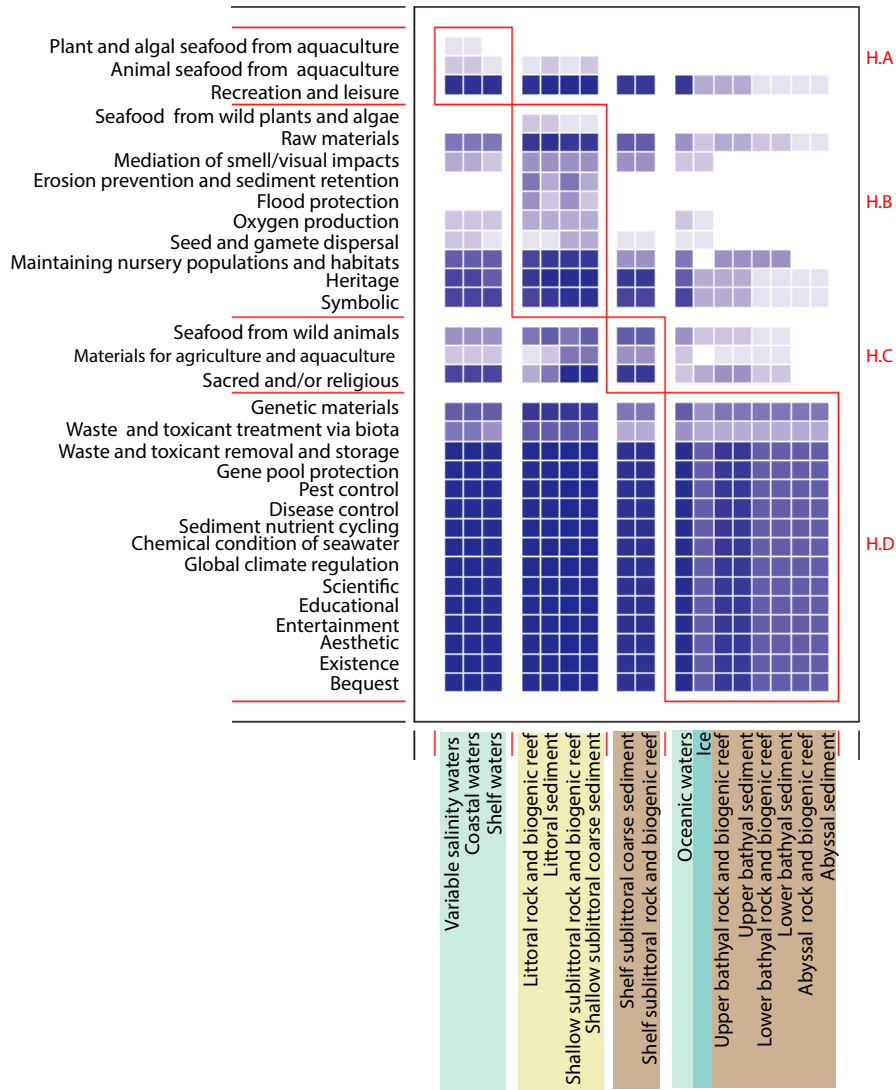 Plant and algal seafood from aquaculture
Animal seafood from aquaculture
Recreation and leisure
H.A
Seafood from wild plants and algae
Raw materials
Mediation of smell/visual impacts
Erosion prevention and sediment retention
Flood protection
Oxygen production
Seed and gamete dispersal
Maintaining nursery populations and habitats
Heritage
Symbolic
H.B
Seafood from wild animals
Materials for agriculture and aquaculture
Sacred and/or religious
H.C
Genetic materials
Waste and toxicant treatment via biota
Waste and toxicant removal and storage
Gene pool protection
Pest control
Disease control
Sediment nutrient cycling
Chemical condition of seawater
Global climate regulation
Scientific
Educational
Entertainment
Aesthetic
Existence
Bequest
H.D
Variable salinity waters
Coastal waters
Shelf waters
Littoral rock and biogenic reef
Littoral sediment
Shallow sublittoral rock and biogenic reef
Shallow sublittoral coarse sediment
Shelf sublittoral coarse sediment
Shelf sublittoral rock and biogenic reef
Oceanic waters
Ice
Upper bathyal rock and biogenic reef
Upper bathyal sediment
Lower bathyal rock and biogenic reef
Lower bathyal sediment
Abyssal rock and biogenic reef
Abyssal sediment